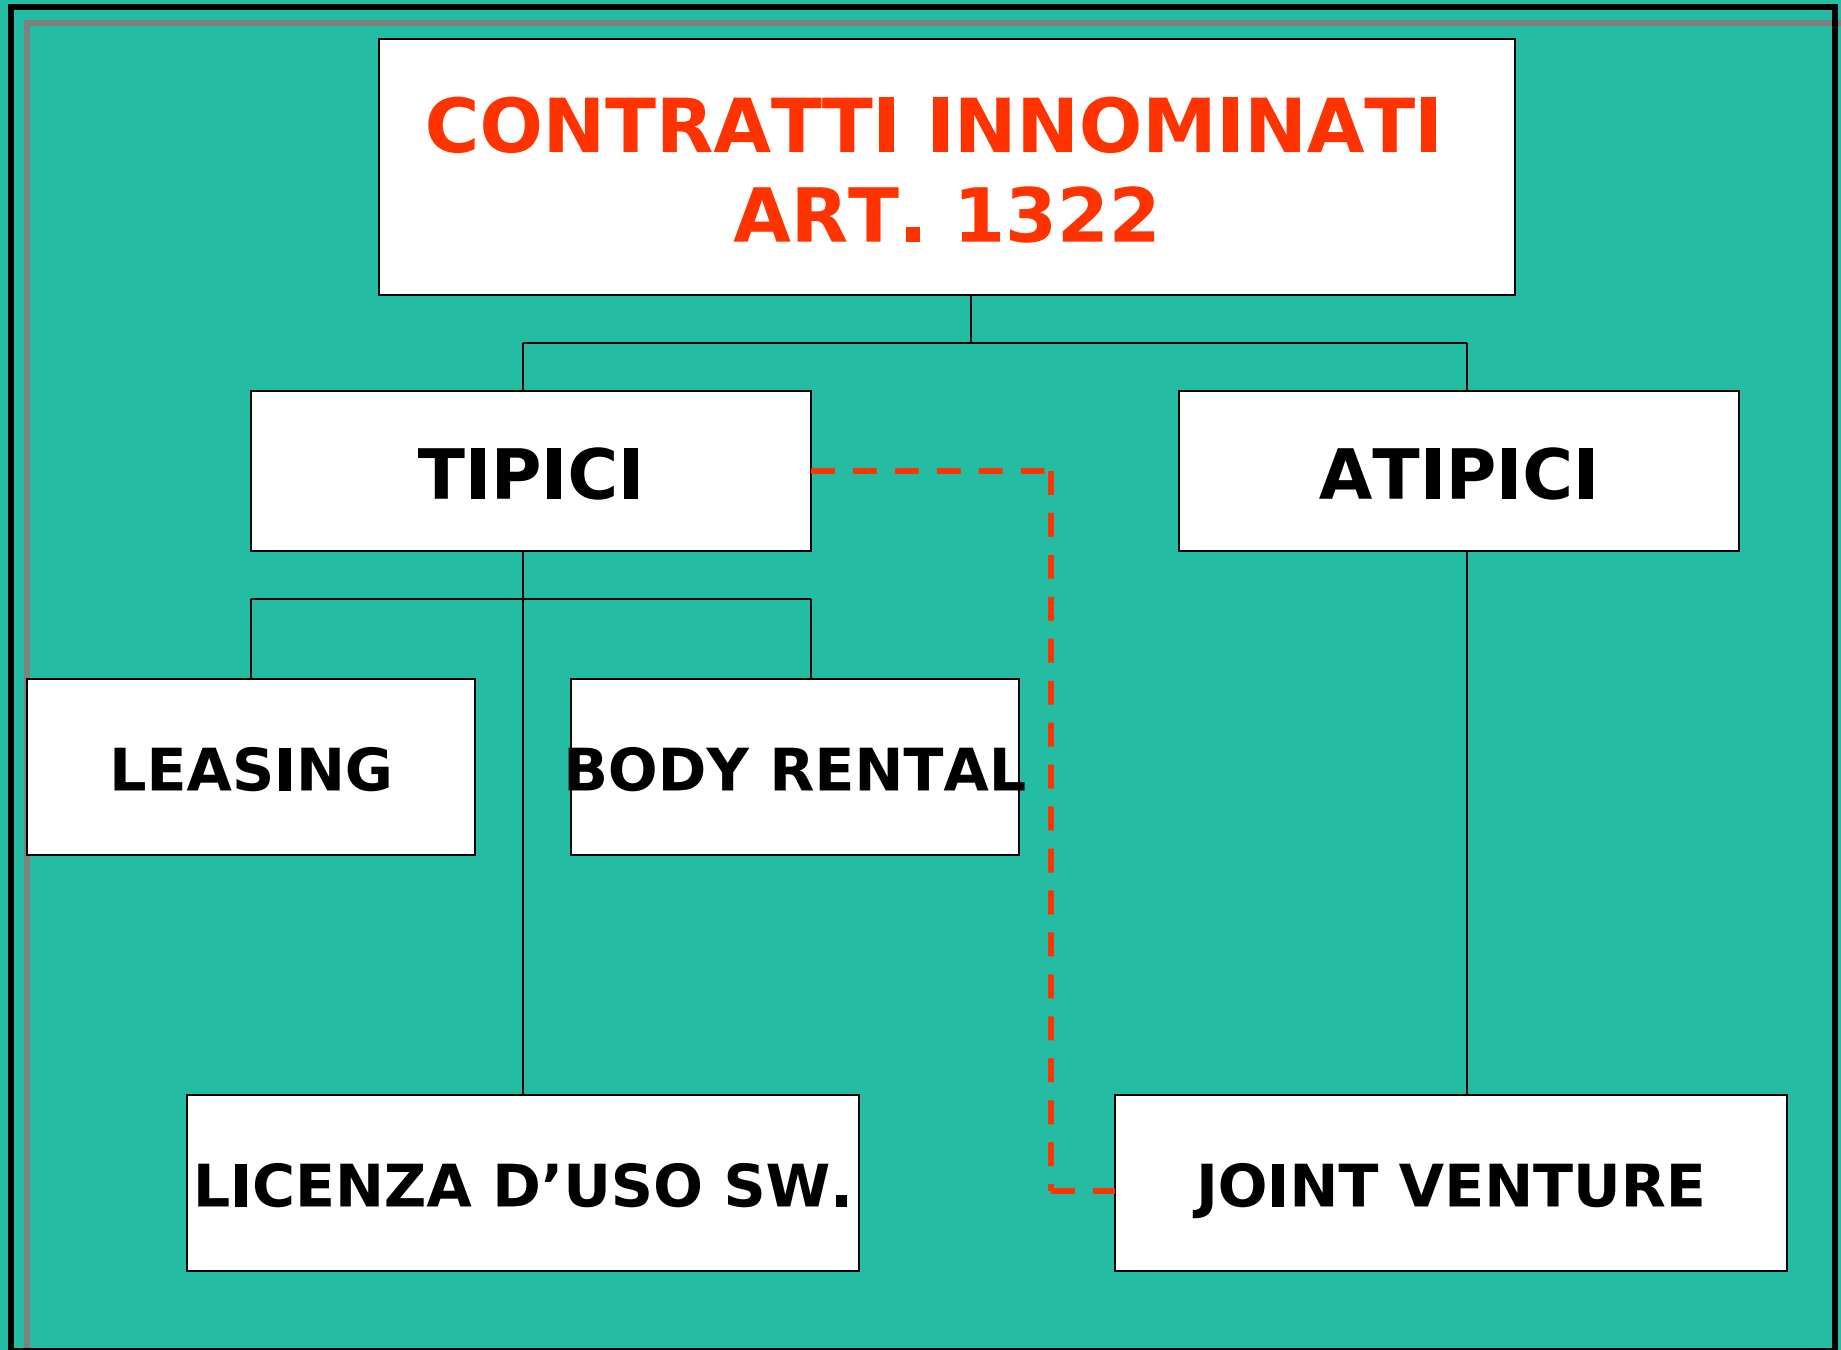 CONTRATTI INNOMINATI
ART. 1322
TIPICI
ATIPICI
LEASING
BODY RENTAL
LICENZA D’USO SW.
JOINT VENTURE